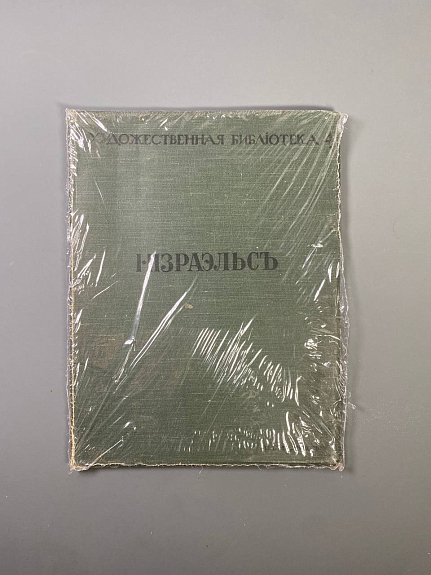 ХУДОЖЕСТВЕННАЯ БИБЛІОТЕКА. 4
І·ИЗРАЭЛЬСЪ